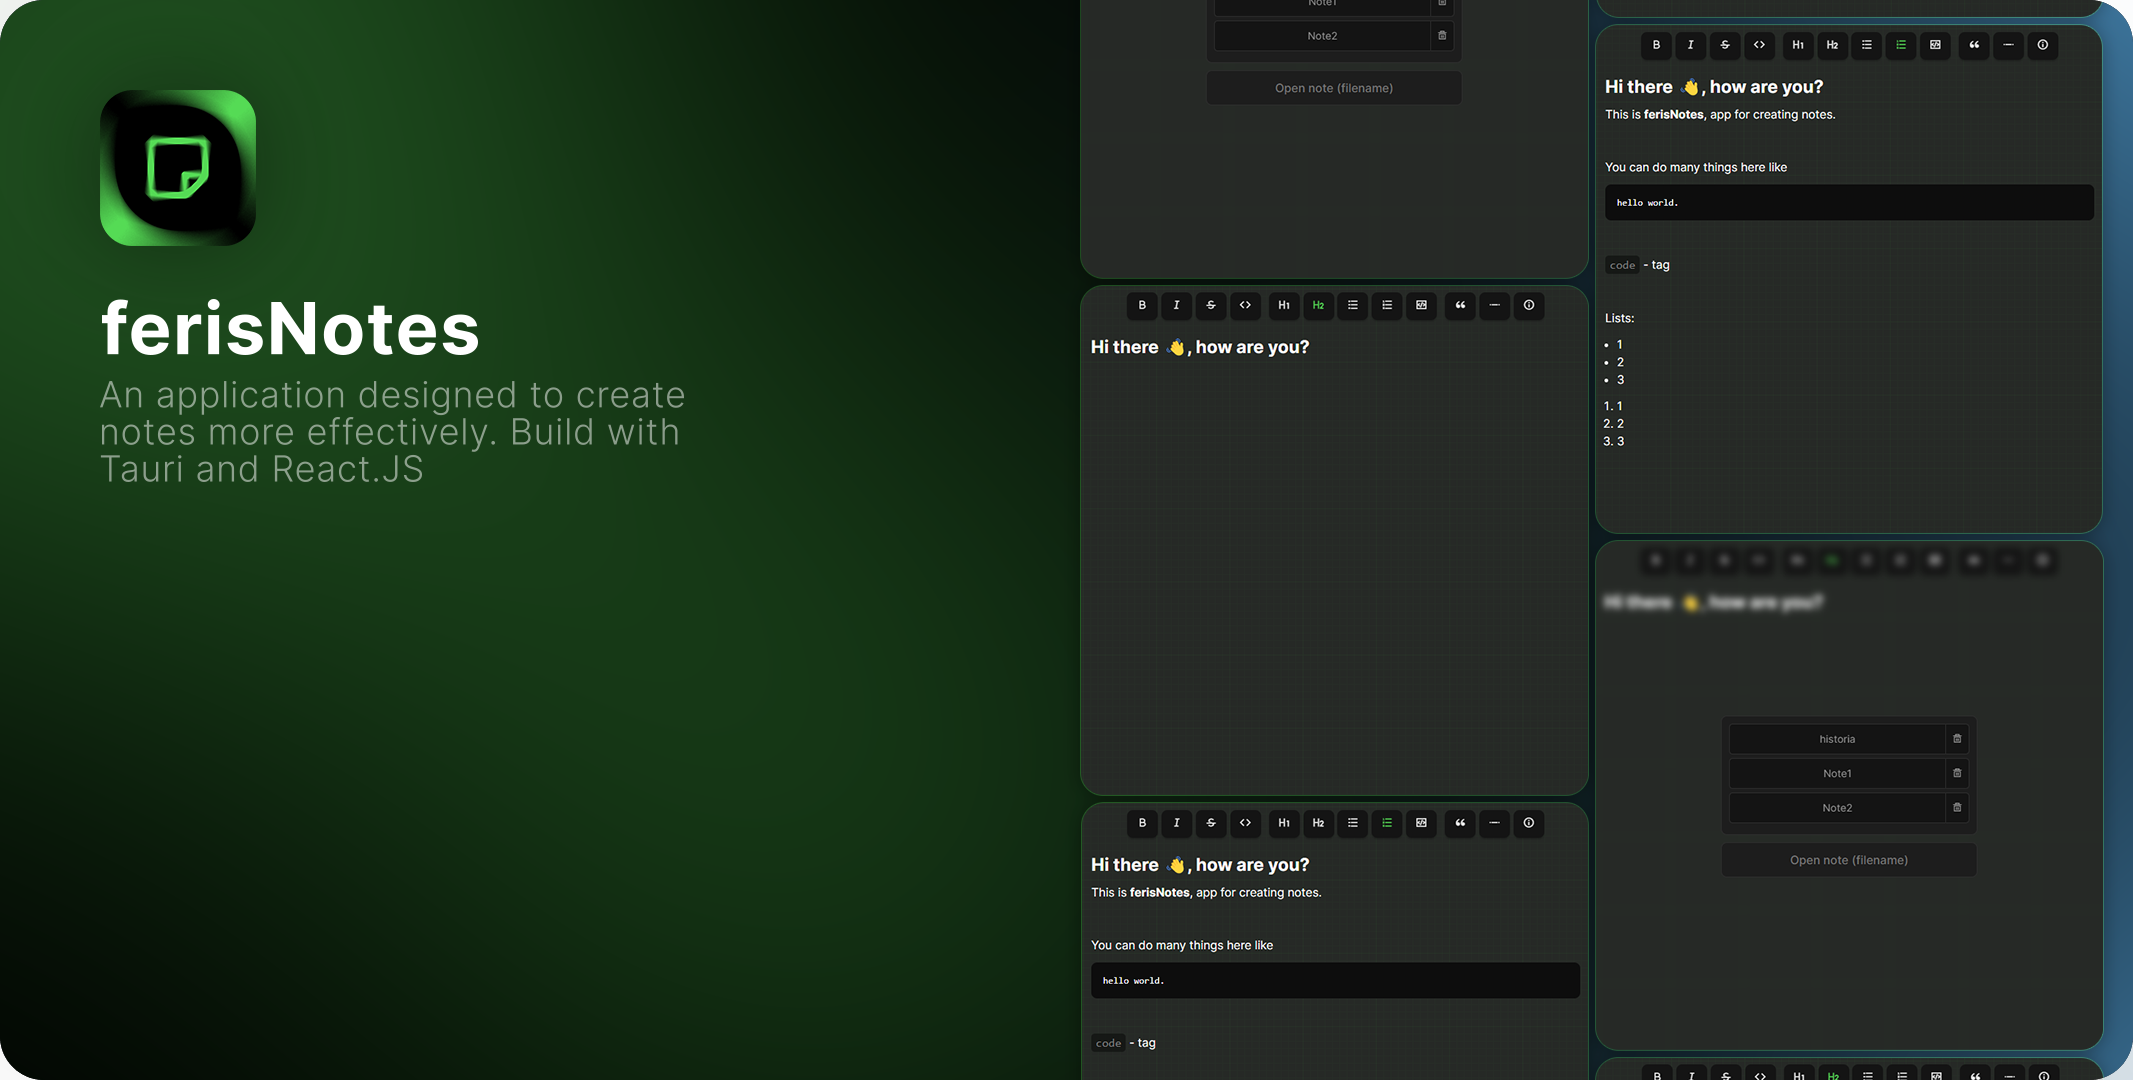 ferisNotes
An application designed to create
notes more effectively. Build with
Tauri and React.JS
Note1
Note2
Open note (filename)
B I S <> H1 H2
Hi there 👋, how are you?
B I S <> H1 H2
Hi there 👋, how are you?
This is ferisNotes, app for creating notes.
You can do many things here like
hello world.
code - tag
B I S <> H1 H2
Hi there 👋, how are you?
This is ferisNotes, app for creating notes.
You can do many things here like
hello world.
code - tag
Lists:
• 1
• 2
• 3
1. 1
2. 2
3. 3
Hi there 👋, how are you?
historia
Note1
Note2
Open note (filename)
B I S <> H1 H2